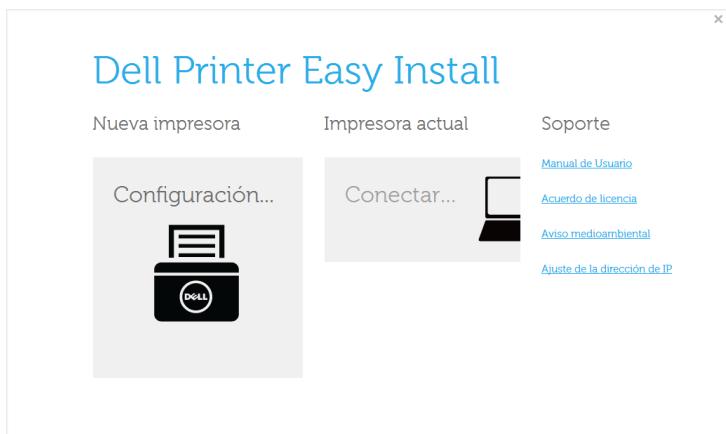 Dell Printer Easy Install
Nueva impresora
Configuración...
DELL
Impresora actual
Conectar...
Soporte
Manual de Usuario
Acuerdo de licencia
Aviso medioambiental
Ajuste de la dirección de IP